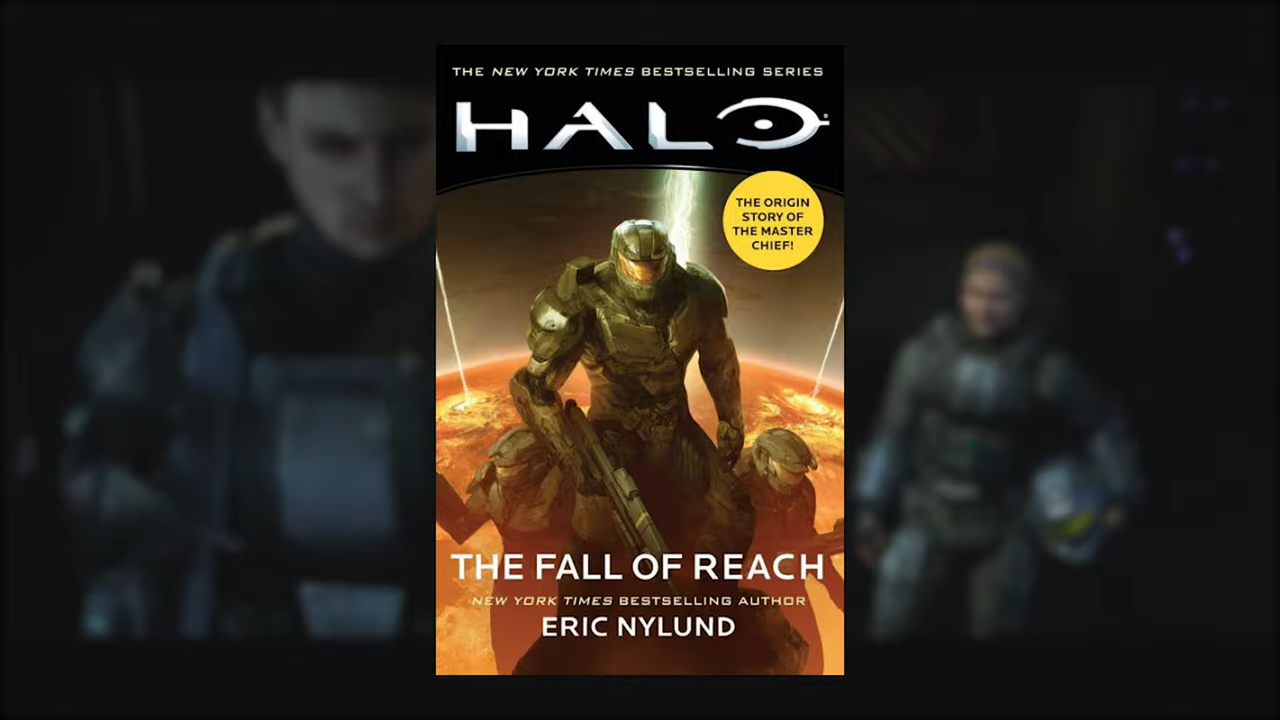 THE NEW YORK TIMES BESTSELLING SERIES
HALO
THE ORIGIN
STORY OF
THE MASTER
CHIEF!
THE FALL OF REACH
NEW YORK TIMES BESTSELLING AUTHOR
ERIC NYLUND